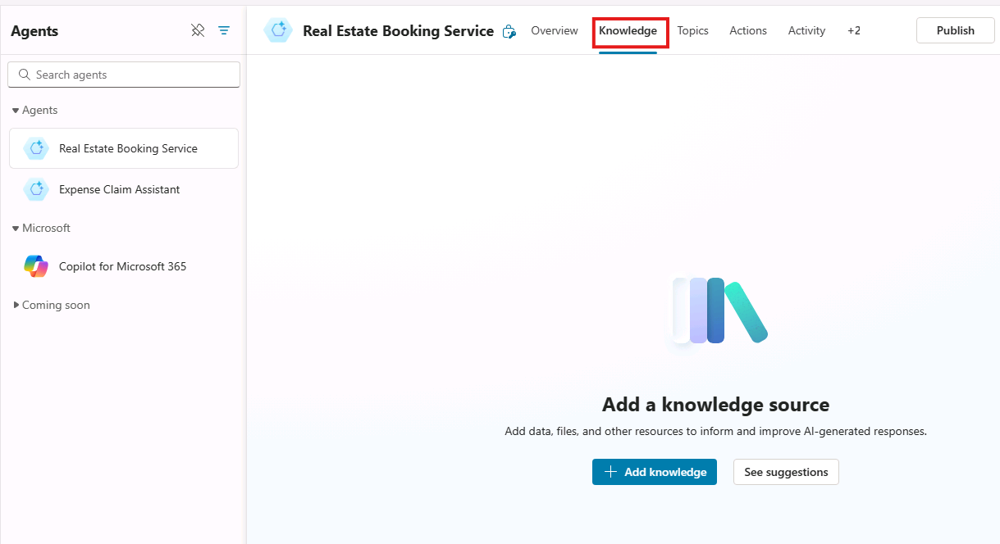 Agents
Search agents
Agents
Real Estate Booking Service
Expense Claim Assistant
Microsoft
Copilot for Microsoft 365
Coming soon
Real Estate Booking Service
Overview
Knowledge
Topics
Actions
Activity
+2
Publish
Add a knowledge source
Add data, files, and other resources to inform and improve AI-generated responses.
Add knowledge
See suggestions